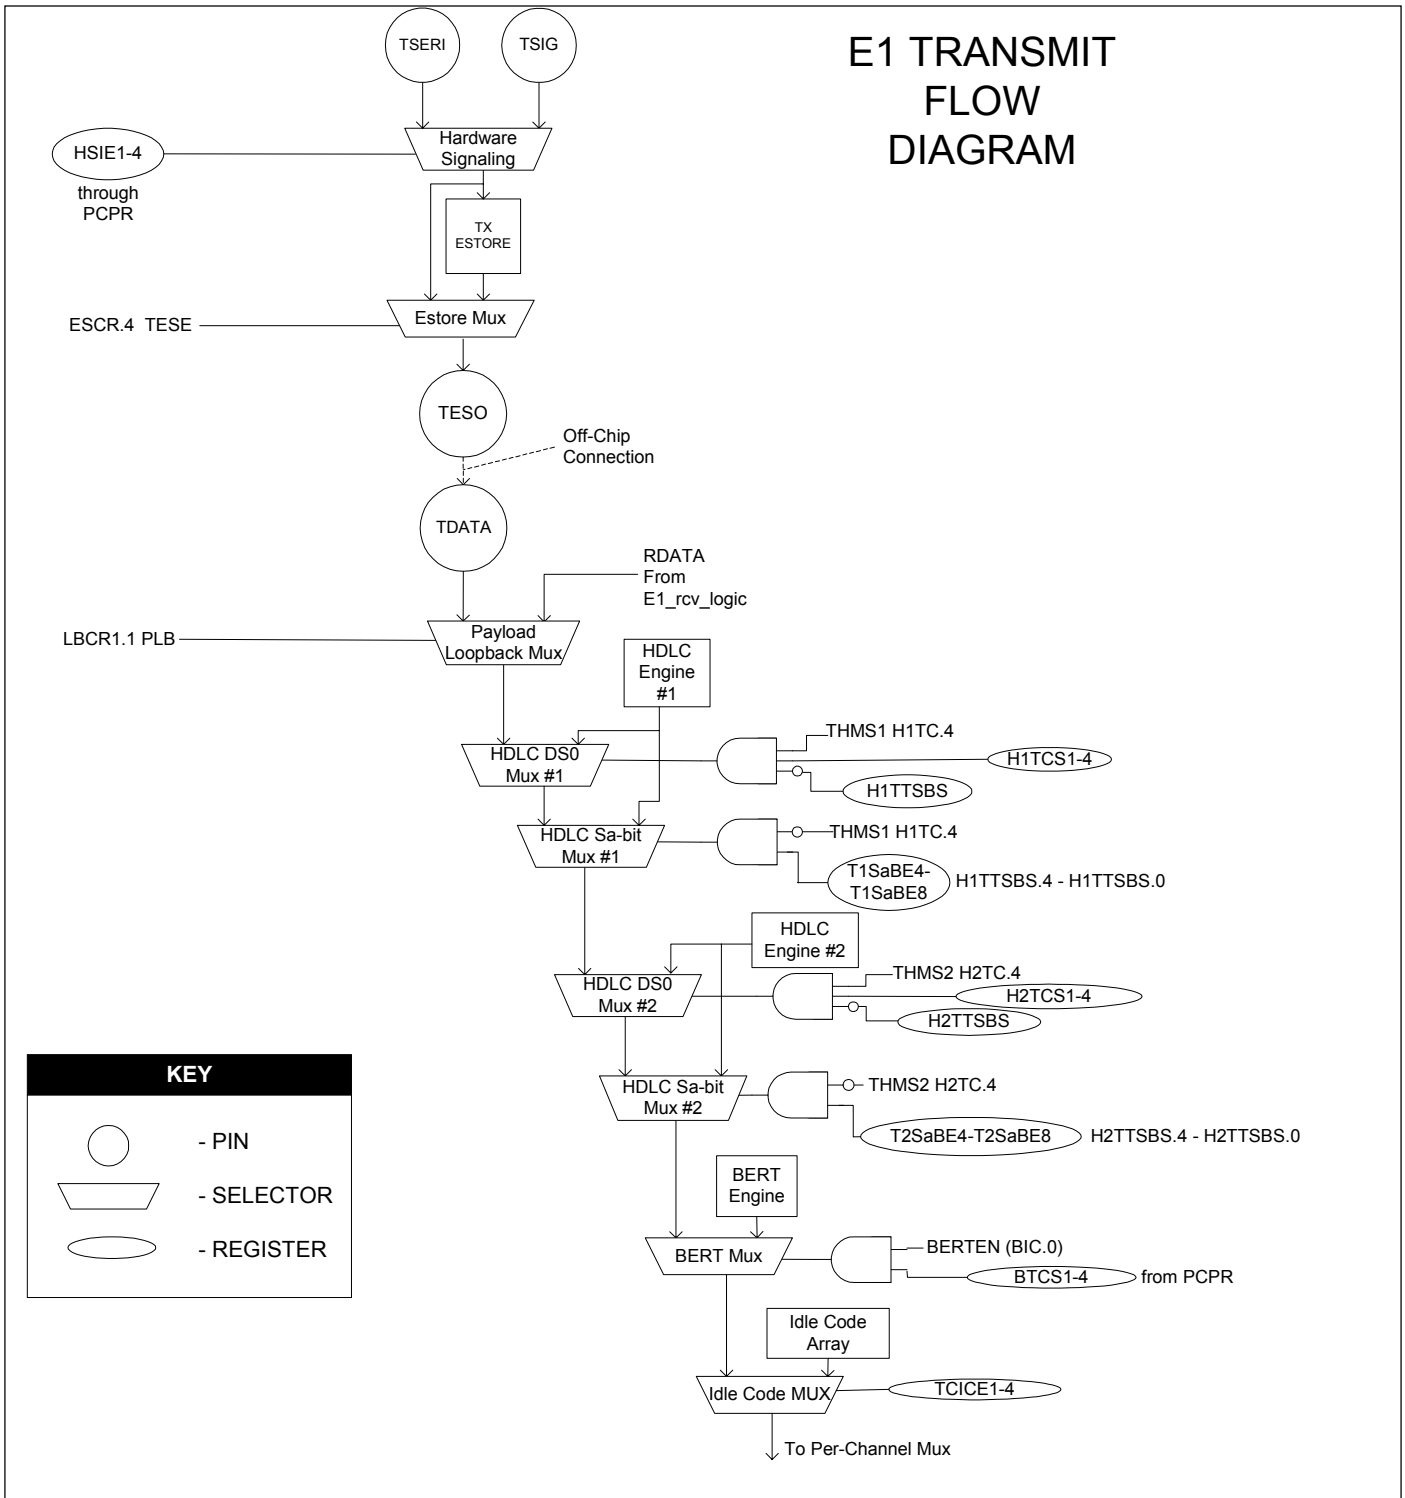 TSERI
TSIG
E1 TRANSMIT
FLOW
DIAGRAM
Hardware
Signaling
HSIE1-4
through
PCPR
TX
ESTORE
Estore Mux
ESCR.4 TESE
TESO
Off-Chip
Connection
TDATA
RDATA
From
E1_rcv_logic
Payload
Loopback Mux
LBCR1.1 PLB
HDLC
Engine
#1
THMS1 H1TC.4
HDLC DS0
Mux #1
H1TCS1-4
H1TTSBS
HDLC Sa-bit
Mux #1
THMS1 H1TC.4
T1SaBE4-
T1SaBE8
H1TTSBS.4 - H1TTSBS.0
HDLC
Engine #2
THMS2 H2TC.4
HDLC DS0
Mux #2
H2TCS1-4
H2TTSBS
HDLC Sa-bit
Mux #2
THMS2 H2TC.4
T2SaBE4-T2SaBE8
H2TTSBS.4 - H2TTSBS.0
KEY
- PIN
- SELECTOR
- REGISTER
BERT
Engine
BERT Mux
BERTEN (BIC.0)
BTCS1-4
from PCPR
Idle Code
Array
Idle Code MUX
TCICE1-4
To Per-Channel Mux